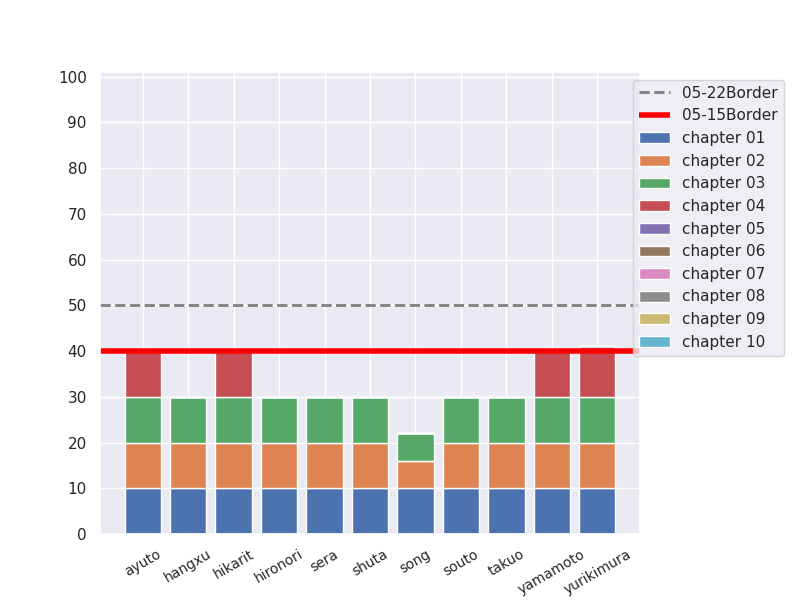 100
90
80
70
60
50
40
30
20
10
0
ayuto
hangxu
hikarit
hironori
sera
shuta
song
souto
takuo
yamamoto
yurikimura
05-22Border
05-15Border
chapter 01
chapter 02
chapter 03
chapter 04
chapter 05
chapter 06
chapter 07
chapter 08
chapter 09
chapter 10